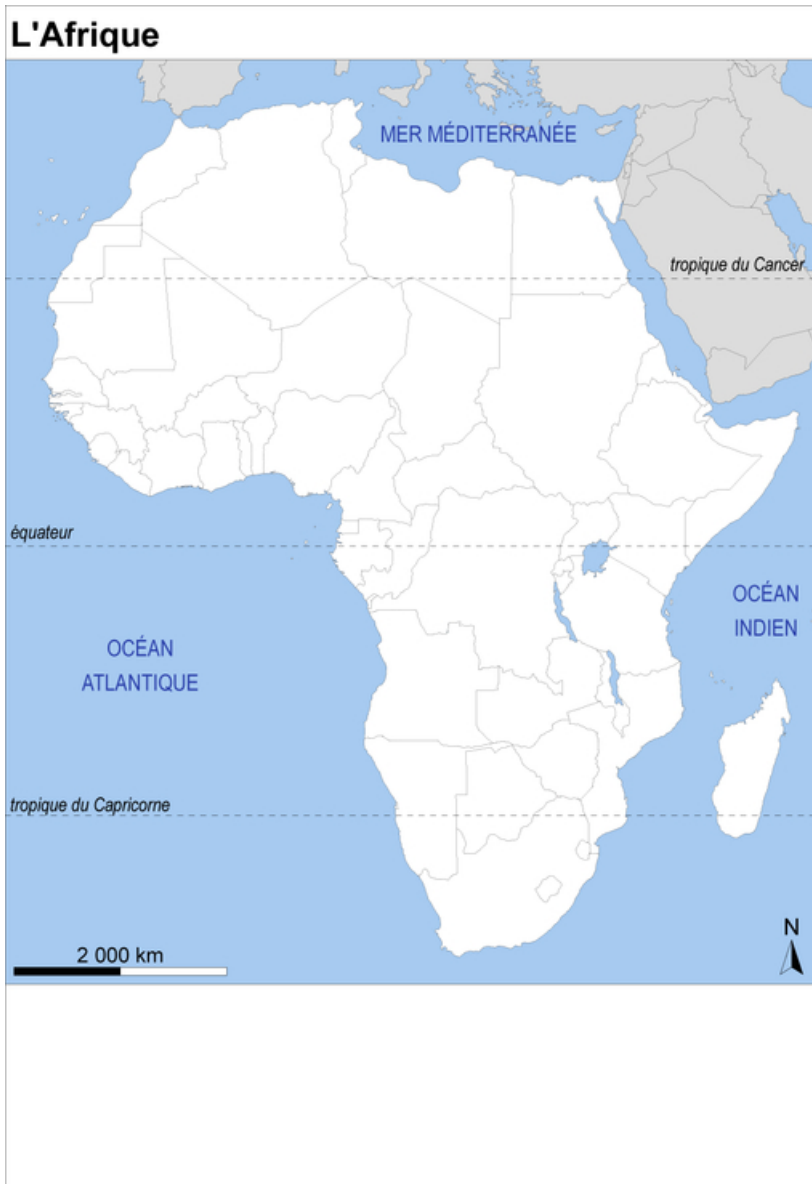 L'Afrique
MER MÉDITERRANÉE
tropique du Cancer
équateur
OCÉAN
INDIEN
OCÉAN
ATLANTIQUE
tropique du Capricorne
N
2 000 km